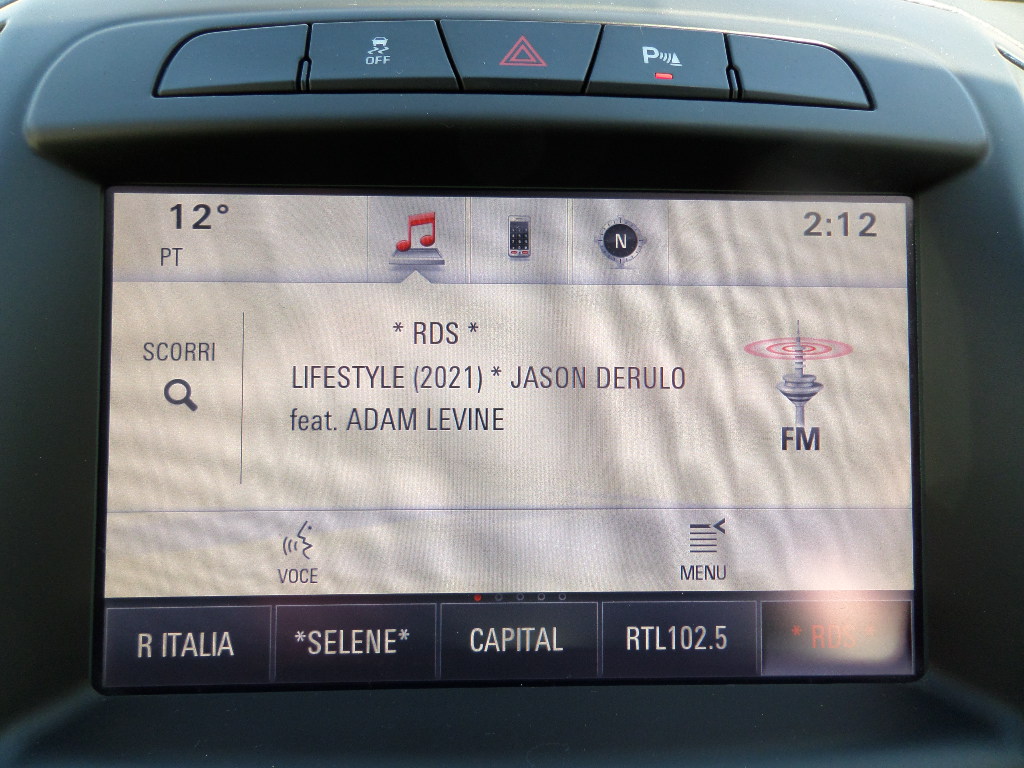 OFF
P
12° 2:12
PT
N
* RDS *
SCORRI
LIFESTYLE (2021) * JASON DERULO
feat. ADAM LEVINE
FM
VOCE MENU
R ITALIA *SELENE* CAPITAL RTL102.5 * RDS *